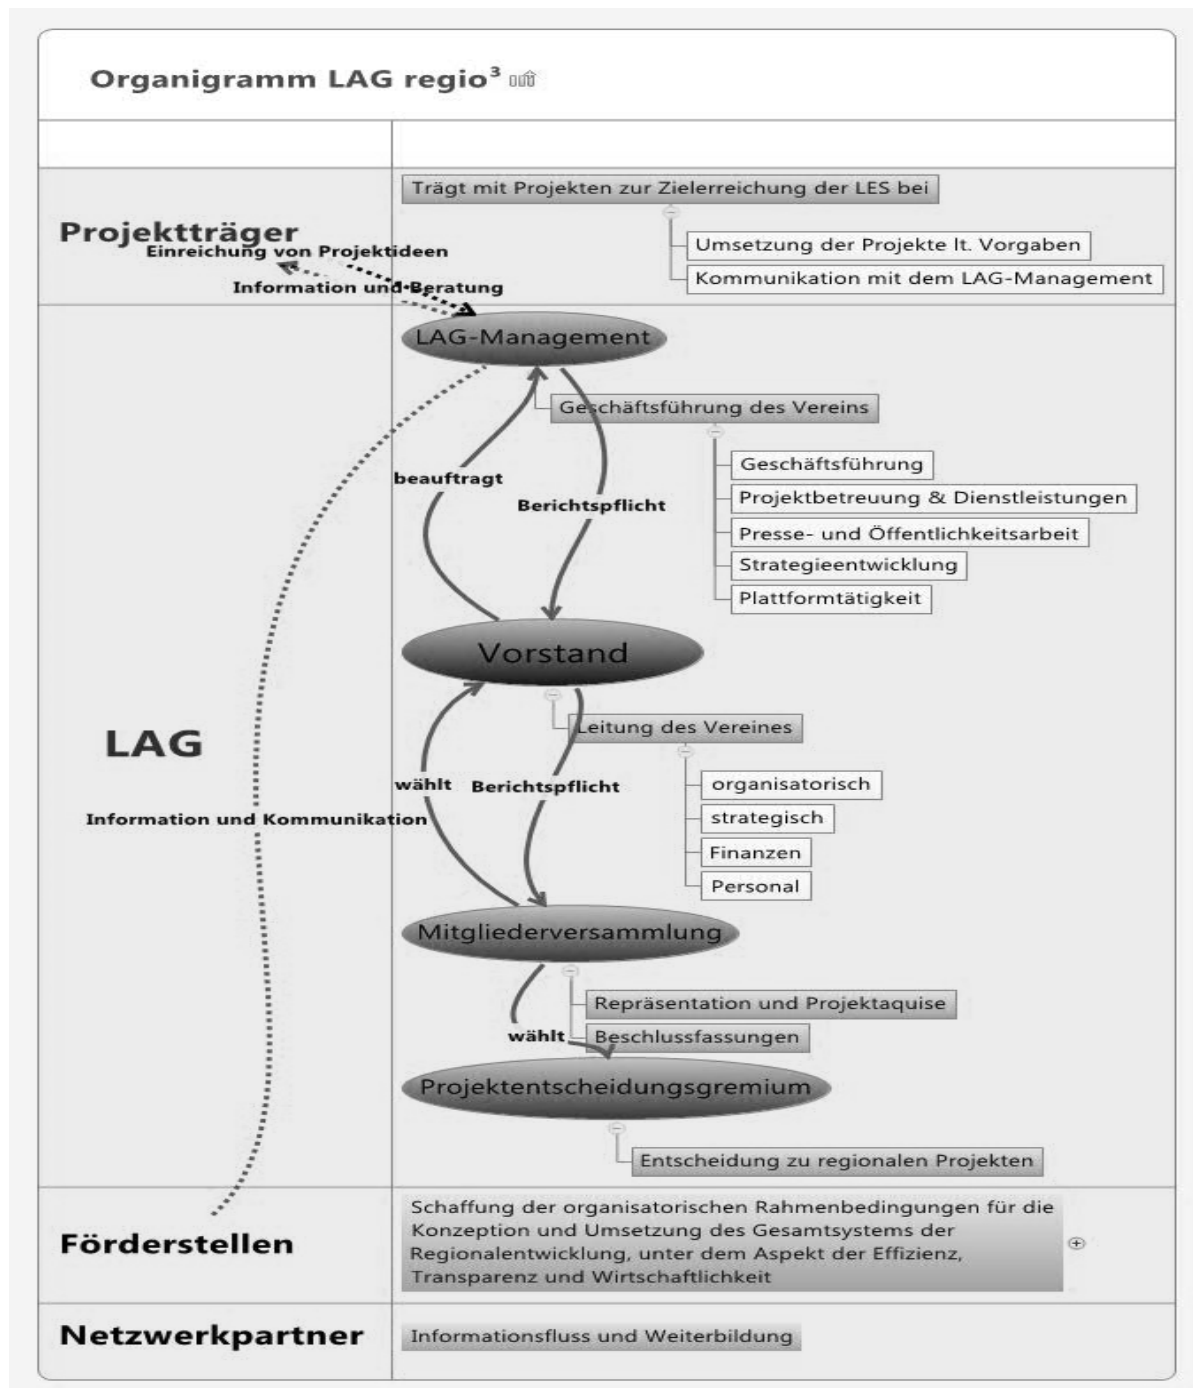 Organigramm LAG regio³
Trägt mit Projekten zur Zielerreichung der LES bei
Projektträger
Umsetzung der Projekte lt. Vorgaben
Einreichung von Projektideen
Kommunikation mit dem LAG-Management
Information und Beratung
LAG-Management
Geschäftsführung des Vereins
Geschäftsführung
beauftragt
Projektbetreuung & Dienstleistungen
Berichtspflicht
Presse- und Öffentlichkeitsarbeit
Strategieentwicklung
Plattformtätigkeit
Vorstand
Leitung des Vereines
LAG
wählt
Berichtspflicht
organisatorisch
strategisch
Information und Kommunikation
Finanzen
Personal
Mitgliederversammlung
Repräsentation und Projektaquise
wählt
Beschlussfassungen
Projektentscheidungsgremium
Entscheidung zu regionalen Projekten
Förderstellen
Schaffung der organisatorischen Rahmenbedingungen für die
Konzeption und Umsetzung des Gesamtsystems der
Regionalentwicklung, unter dem Aspekt der Effizienz,
Transparenz und Wirtschaftlichkeit
Netzwerkpartner
Informationsfluss und Weiterbildung